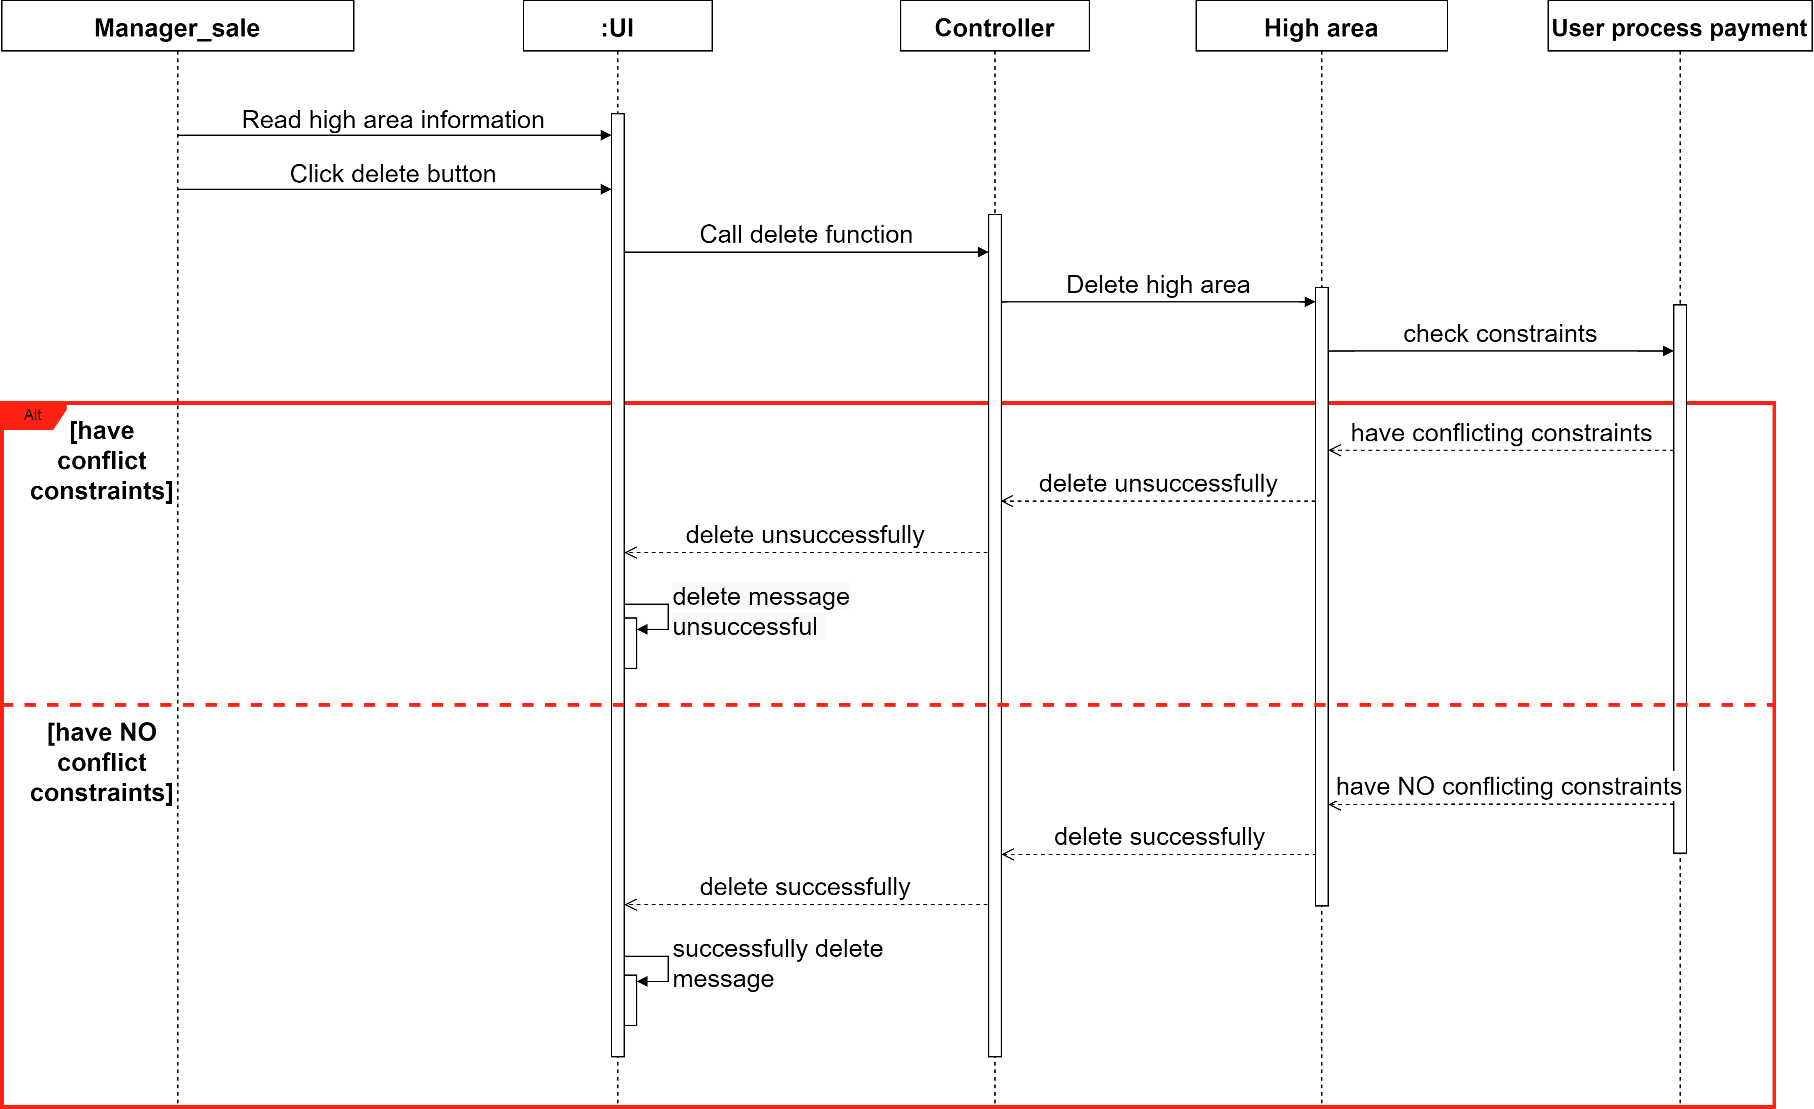 Manager_sale
:UI
Controller
High area
User process payment
Read high area information
Click delete button
Call delete function
Delete high area
check constraints
Alt
[have
conflict
constraints]
have conflicting constraints
delete unsuccessfully
delete unsuccessfully
delete message
unsuccessful
[have NO
conflict
constraints]
have NO conflicting constraints
delete successfully
delete successfully
successfully delete
message